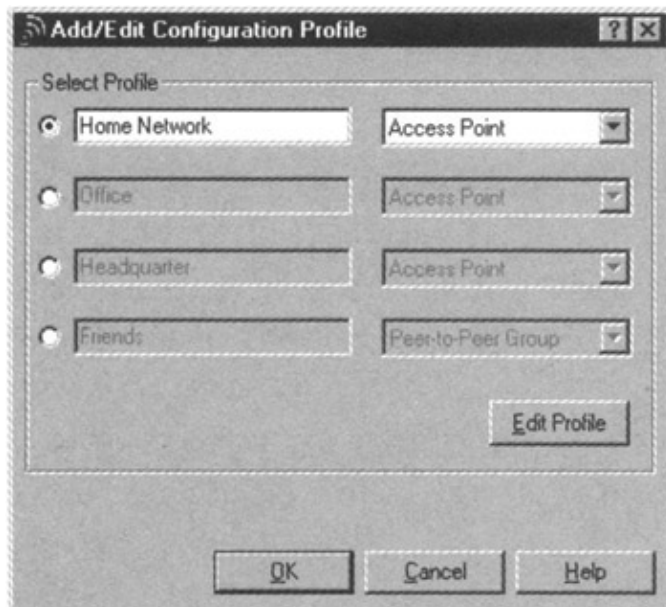 Add/Edit Configuration Profile
Select Profile
Home Network Access Point
Office Access Point
Headquarter Access Point
Friends Peer-to-Peer Group
Edit Profile
OK Cancel Help